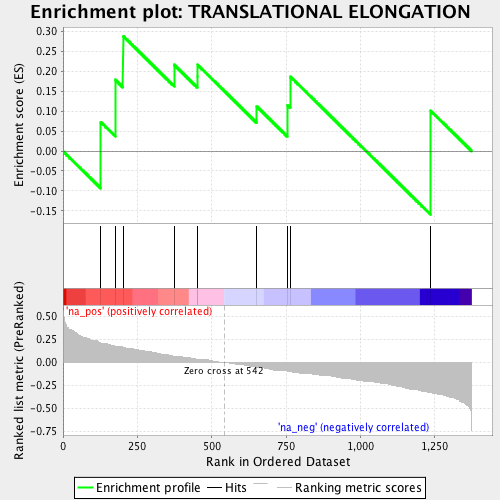 Enrichment plot: TRANSLATIONAL ELONGATION
Enrichment score (ES)
0.30
0.25
0.20
0.15
0.10
0.05
0.00
-0.05
-0.10
-0.15
'na_pos' (positively correlated)
Ranked list metric (PreRanked)
0.50
0.25
0.00
-0.25
-0.50
-0.75
Zero cross at 542
'na_neg' (negatively correlated)
0
250
500
750
1,000
1,250
Rank in Ordered Dataset
Enrichment profile
Hits
Ranking metric scores